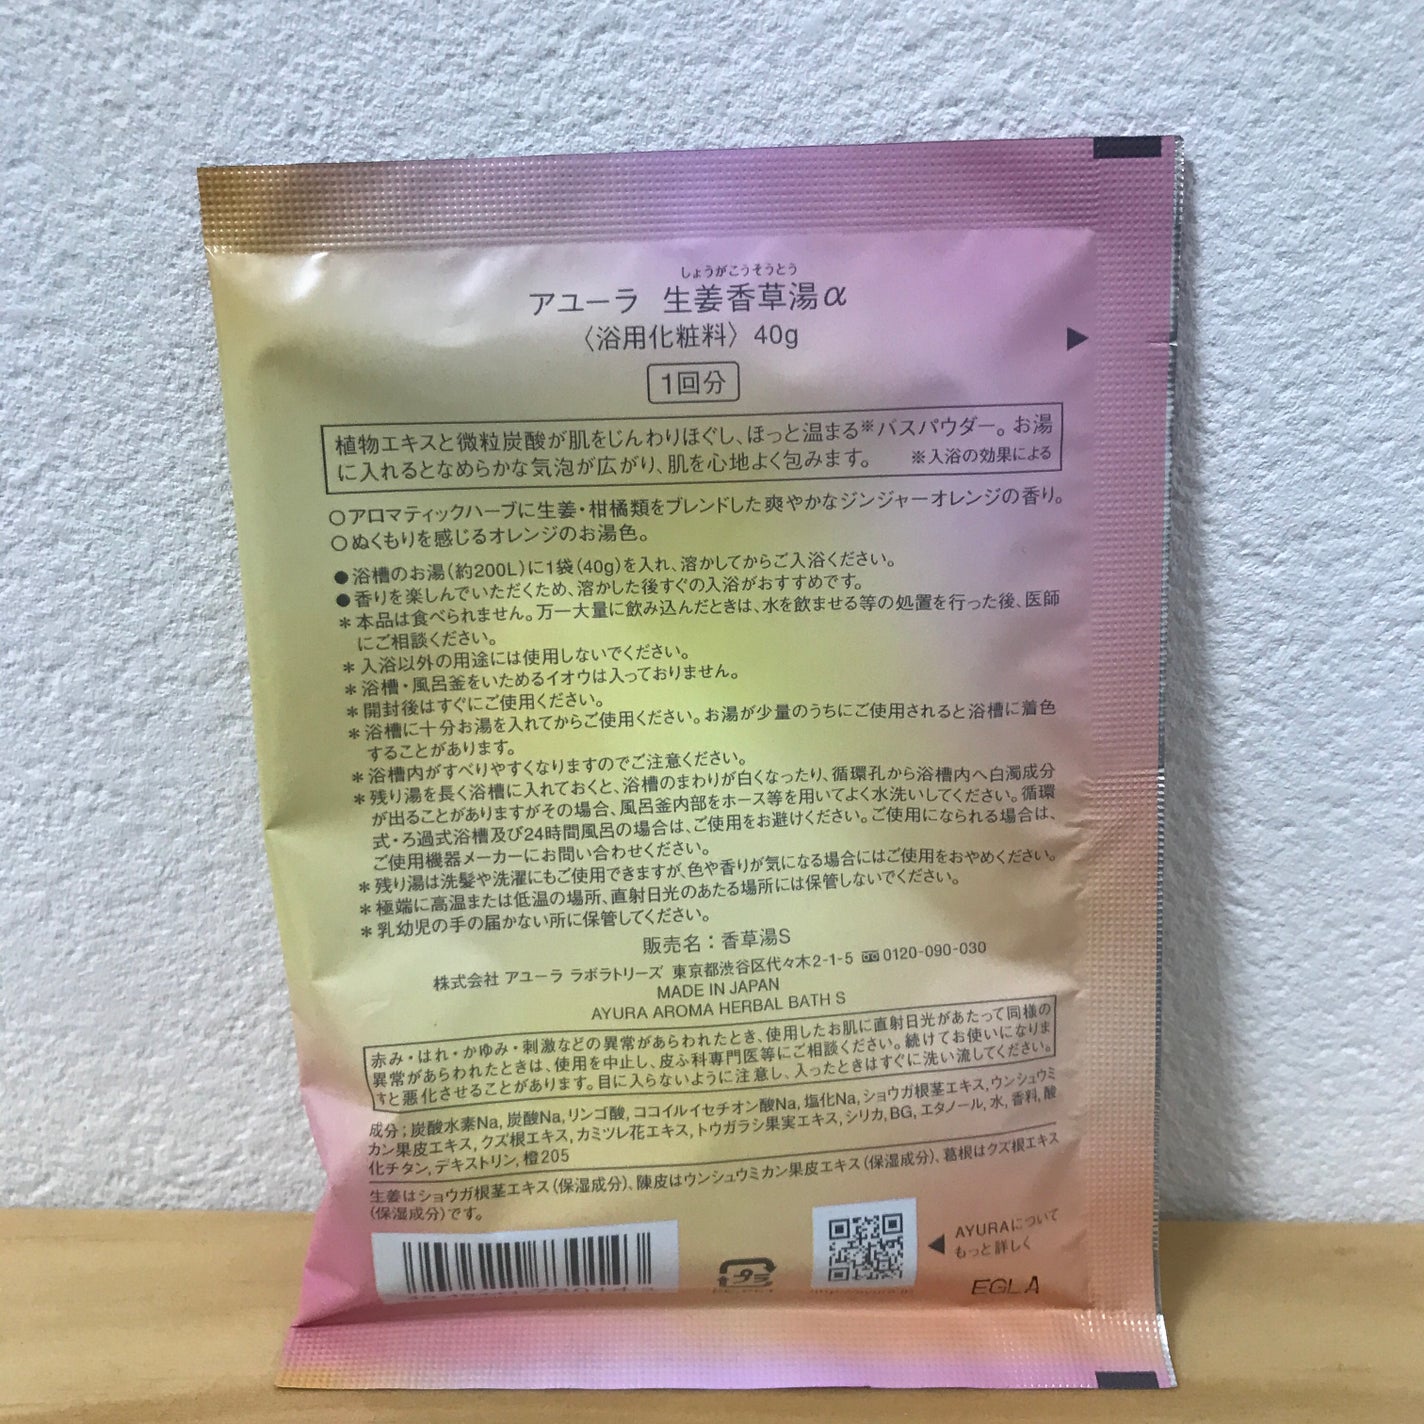 しょうがこうそうとう
アユーラ 生姜香草湯α
〈浴用化粧料〉 40g
1回分
植物エキスと微粒炭酸が肌をじんわりほぐし、ほっと温まる※バスパウダー。お湯
に入れるとなめらかな気泡が広がり、肌を心地よく包みます。 ※入浴の効果による
○アロマティックハーブに生姜・柑橘類をブレンドした爽やかなジンジャーオレンジの香り。
○ぬくもりを感じるオレンジのお湯色。
●浴槽のお湯(約200L)に1袋(40g)を入れ、溶かしてからご入浴ください。
●香りを楽しんでいただくため、溶かした後すぐの入浴がおすすめです。
*本品は食べられません。万一大量に飲み込んだときは、水を飲ませる等の処置を行った後、医師
にご相談ください。
*入浴以外の用途には使用しないでください。
*浴槽・風呂釜をいためるイオウは入っておりません。
*開封後はすぐにご使用ください。
*浴槽に十分お湯を入れてからご使用ください。お湯が少量のうちにご使用されると浴槽に着色
することがあります。
*浴槽内がすべりやすくなりますのでご注意ください。
*残り湯を長く浴槽に入れておくと、浴槽のまわりが白くなったり、循環孔から浴槽内へ白濁成分
が出ることがありますがその場合、風呂釜内部をホース等を用いてよく水洗いしてください。循環
式・ろ過式浴槽及び24時間風呂の場合は、ご使用をお避けください。ご使用になられる場合は、
ご使用機器メーカーにお問い合わせください。
*残り湯は洗髪や洗濯にもご使用できますが、色や香りが気になる場合にはご使用をおやめください。
*極端に高温または低温の場所、直射日光のあたる場所には保管しないでください。
*乳幼児の手の届かない所に保管してください。
販売名:香草湯S
株式会社 アユーラ ラボラトリーズ 東京都渋谷区代々木2-1-5 0120-090-030
MADE IN JAPAN
AYURA AROMA HERBAL BATH S
赤み・はれ・かゆみ・刺激などの異常があらわれたとき、使用したお肌に直射日光があたって同様の
異常があらわれたときは、使用を中止し、皮ふ科専門医等にご相談ください。続けてお使いになりま
すと悪化させることがあります。目に入らないように注意し、入ったときはすぐに洗い流してください。
成分;炭酸水素Na,炭酸Na,リンゴ酸,ココイルイセチオン酸Na,塩化Na,ショウガ根茎エキス,ウンシュウミ
カン果皮エキス,クズ根エキス,カミツレ花エキス,トウガラシ果実エキス,シリカ,BG,エタノール,水,香料,酸
化チタン,デキストリン,橙205
生姜はショウガ根茎エキス(保湿成分)、陳皮はウンシュウミカン果皮エキス(保湿成分)、葛根はクズ根エキス
(保湿成分)です。
プラ
AYURAについて
もっと詳しく
EGLA